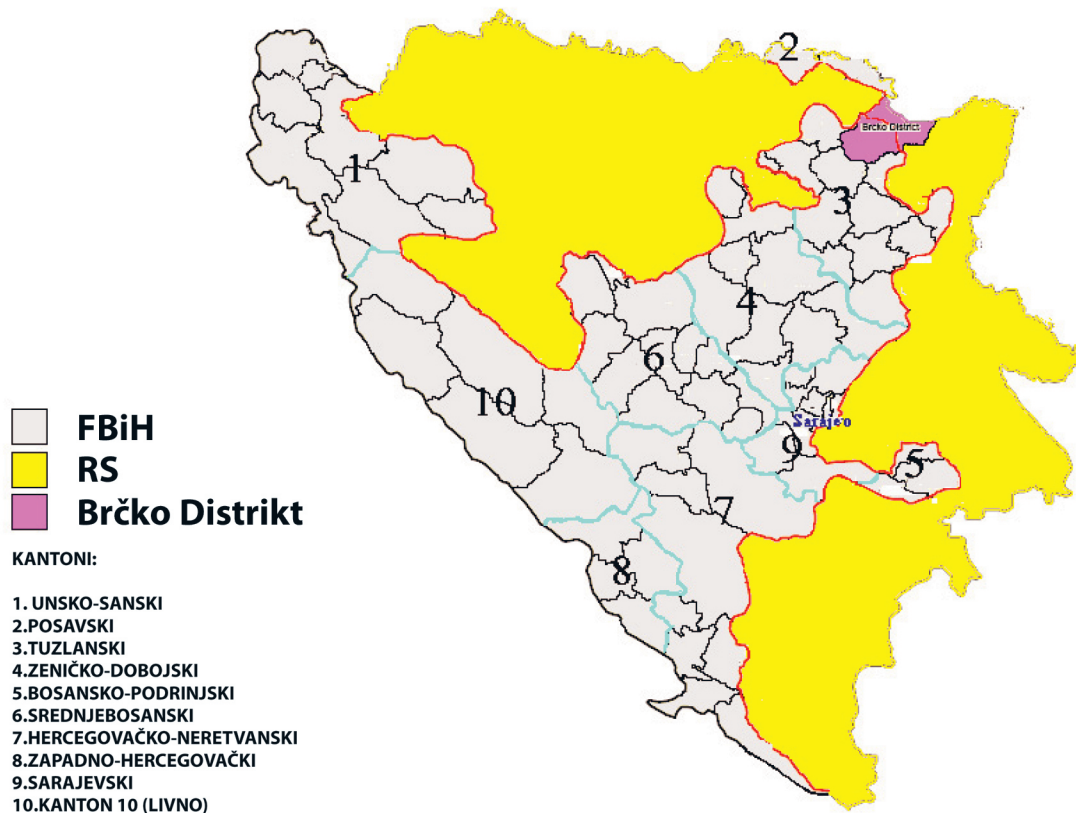 2
Brcko District
1
3
4
6
10
Sarajevo
9
5
7
8
FBiH
RS
Brčko Distrikt
KANTONI:
1. UNSKO-SANSKI
2.POSAVSKI
3.TUZLANSKI
4.ZENIČKO-DOBOJSKI
5.BOSANSKO-PODRINJSKI
6.SREDNJEBOSANSKI
7.HERCEGOVAČKO-NERETVANSKI
8.ZAPADNO-HERCEGOVAČKI
9.SARAJEVSKI
10.KANTON 10 (LIVNO)